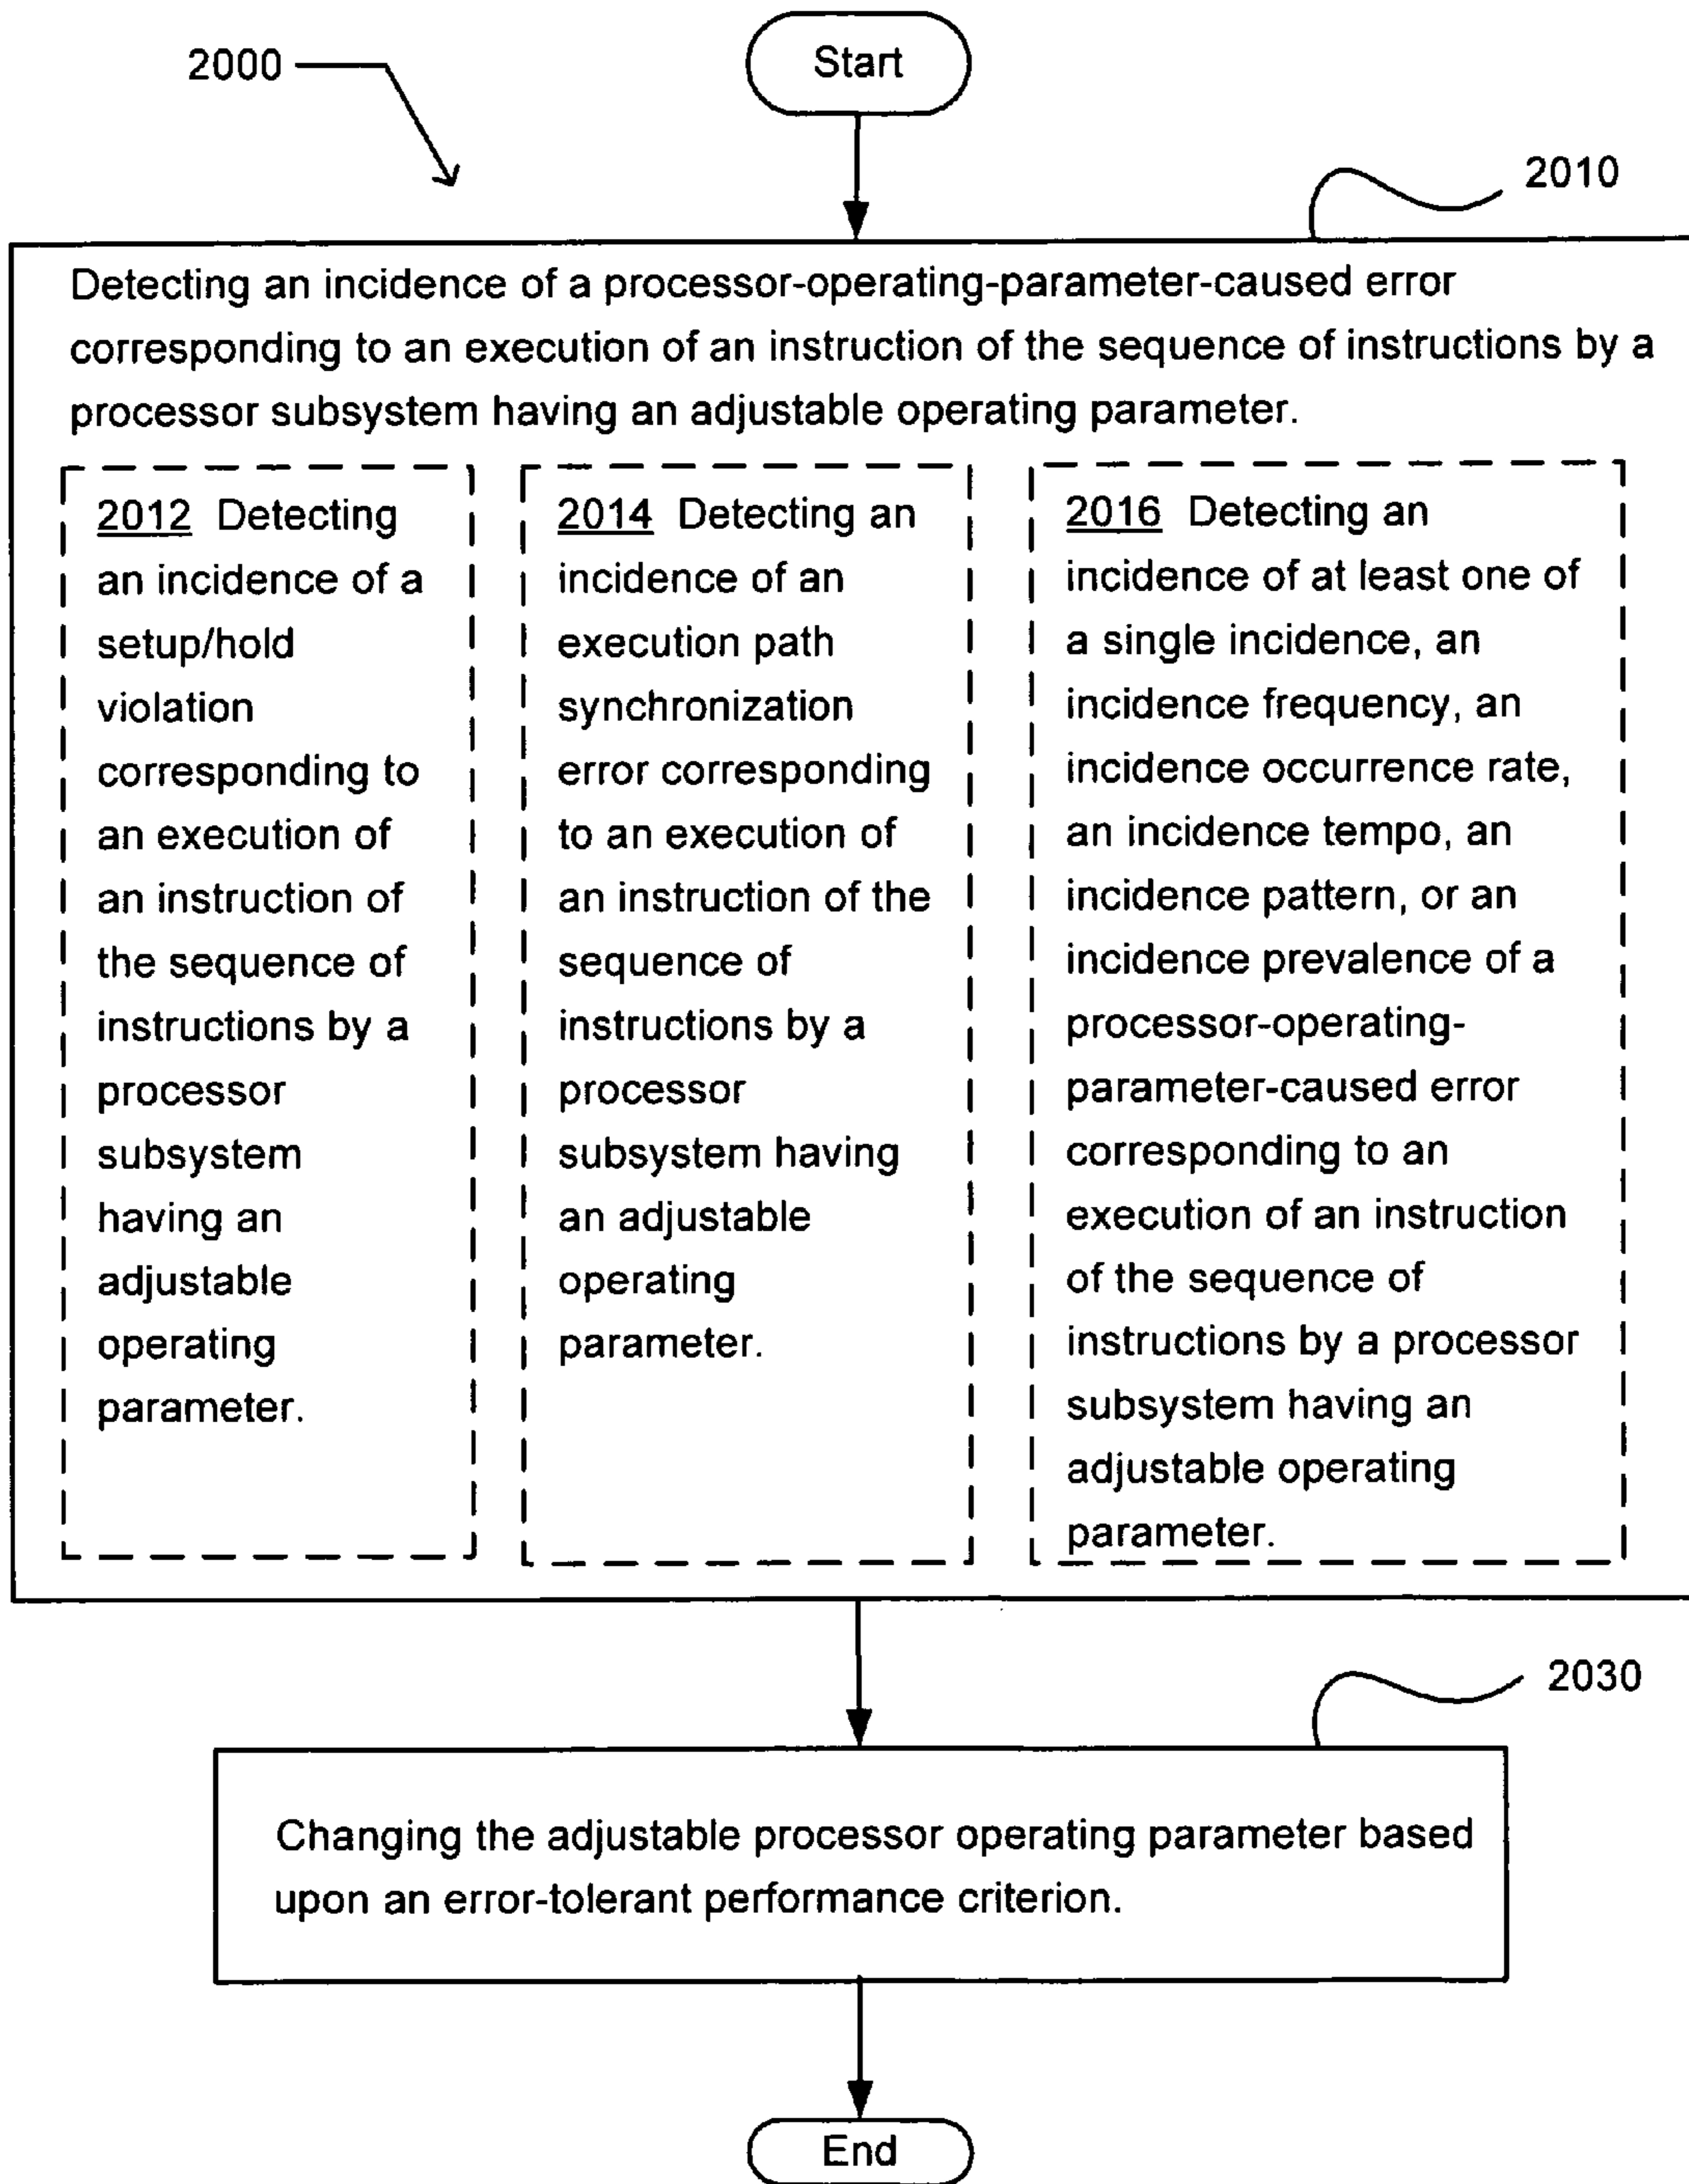 Start
2000
2010
Detecting an incidence of a processor-operating-parameter-caused error
corresponding to an execution of an instruction of the sequence of instructions by a
processor subsystem having an adjustable operating parameter.
2012 Detecting
an incidence of a
setup/hold
violation
corresponding to
an execution of
an instruction of
the sequence of
instructions by a
processor
subsystem
having an
adjustable
operating
parameter.
2014 Detecting an
incidence of an
execution path
synchronization
error corresponding
to an execution of
an instruction of the
sequence of
instructions by a
processor
subsystem having
an adjustable
operating
parameter.
2016 Detecting an
incidence of at least one of
a single incidence, an
incidence frequency, an
incidence occurrence rate,
an incidence tempo, an
incidence pattern, or an
incidence prevalence of a
processor-operating-
parameter-caused error
corresponding to an
execution of an instruction
of the sequence of
instructions by a processor
subsystem having an
adjustable operating
parameter.
2030
Changing the adjustable processor operating parameter based
upon an error-tolerant performance criterion.
End